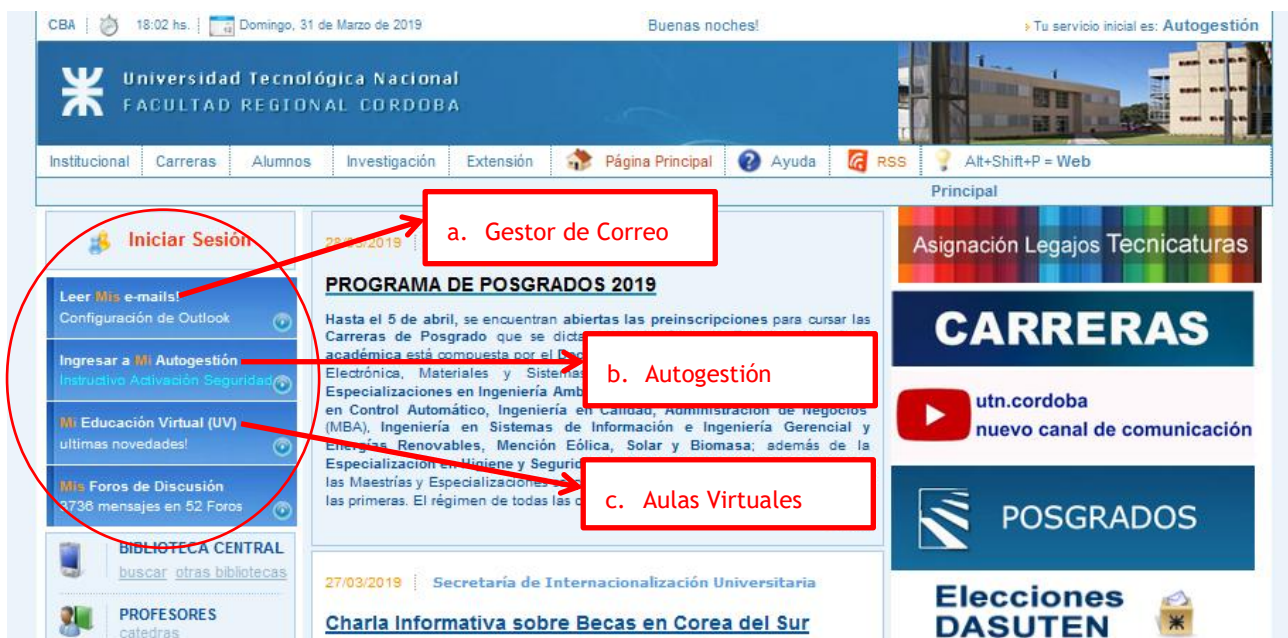 CBA 18:02 hs. Domingo, 31 de Marzo de 2019 Buenas noches! Tu servicio inicial es: Autogestión
Universidad Tecnológica Nacional
FACULTAD REGIONAL CORDOBA
Institucional Carreras Alumnos Investigación Extensión Página Principal Ayuda RSS Alt+Shift+P = Web
Principal
Iniciar Sesión
Leer Mis e-mails!
Configuración de Outlook
Ingresar a Mi Autogestión
Instructivo Activación Seguridad
Mi Educación Virtual (UV)
ultimas novedades!
Mis Foros de Discusión
3736 mensajes en 52 Foros
BIBLIOTECA CENTRAL
buscar otras bibliotecas
PROFESORES
catedras
a. Gestor de Correo
b. Autogestión
c. Aulas Virtuales
28/03/2019
PROGRAMA DE POSGRADOS 2019
Hasta el 5 de abril, se encuentran abiertas las preinscripciones para cursar las
Carreras de Posgrado que se
académica está compuesta por el
Electrónica, Materiales y
Especializaciones en Ingeniería
en Control Automático, Ingeniería en Calidad, Administración de Negocios
(MBA), Ingeniería en Sistemas de Información e Ingeniería Gerencial y
Energías Renovables, Mención Eólica, Solar y Biomasa; además de la
Especialización en Higiene y
las Maestrías y Especializaciones
las primeras. El régimen de todas las
27/03/2019 Secretaría de Internacionalización Universitaria
Charla Informativa sobre Becas en Corea del Sur
Asignación Legajos Tecnicaturas
CARRERAS
utn.cordoba
nuevo canal de comunicación
POSGRADOS
Elecciones
DASUTEN